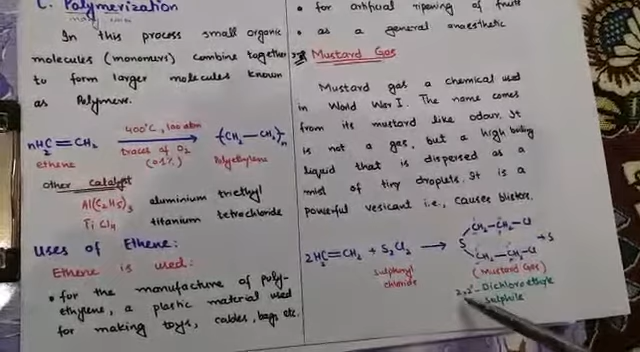 C. Polymerization
many
In this process small organic
molecules (monomers) combine together
to form larger molecules known
as Polymers.
nH₂C=CH₂ 400°C, 100 atm ⟶ traces of O₂ (0.1%) {CH₂-CH₂}n
ethene Polyethylene
other catalyst
Al(C₂H₅)₃ aluminium triethyl
TiCl₄ titanium tetrachloride
Uses of Ethene:
Ethene is used:
• for the manufacture of poly-
ethylene, a plastic material used
for making toys, cables, bags etc.
• for artificial ripening of fruits
• as a general anaesthetic
Mustard Gas
Mustard gas a chemical used
in World War I. The name comes
from its mustard like odour. It
is not a gas, but a high boiling
liquid that is dispersed as a
mist of tiny droplets. It is a
powerful vesicant i.e., causes blisters.
CH₂-CH₂-Cl
2H₂C=CH₂ + S₂Cl₂ ⟶ S + S
CH₂-CH₂-Cl
sulphuryl (Mustard Gas)
chloride 2,2'-Dichloroethyle
sulphide